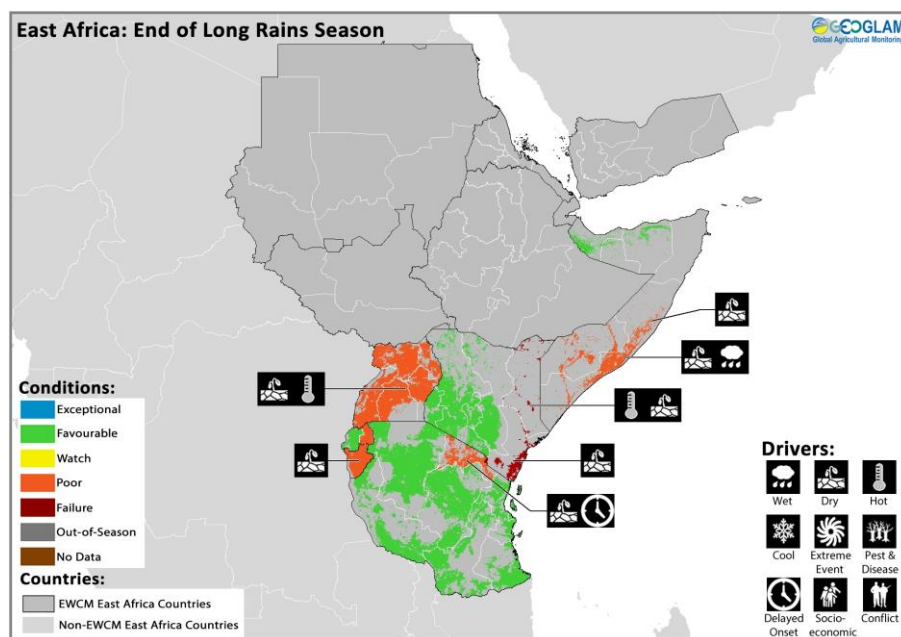 East Africa: End of Long Rains Season
GEOGLAM
Global Agricultural Monitoring
Conditions:
Exceptional
Favourable
Watch
Poor
Failure
Out-of-Season
No Data
Countries:
EWCM East Africa Countries
Non-EWCM East Africa Countries
Drivers:
Wet
Dry
Hot
Cool
Extreme
Event
Pest &
Disease
Delayed
Onset
Socio-
economic
Conflict